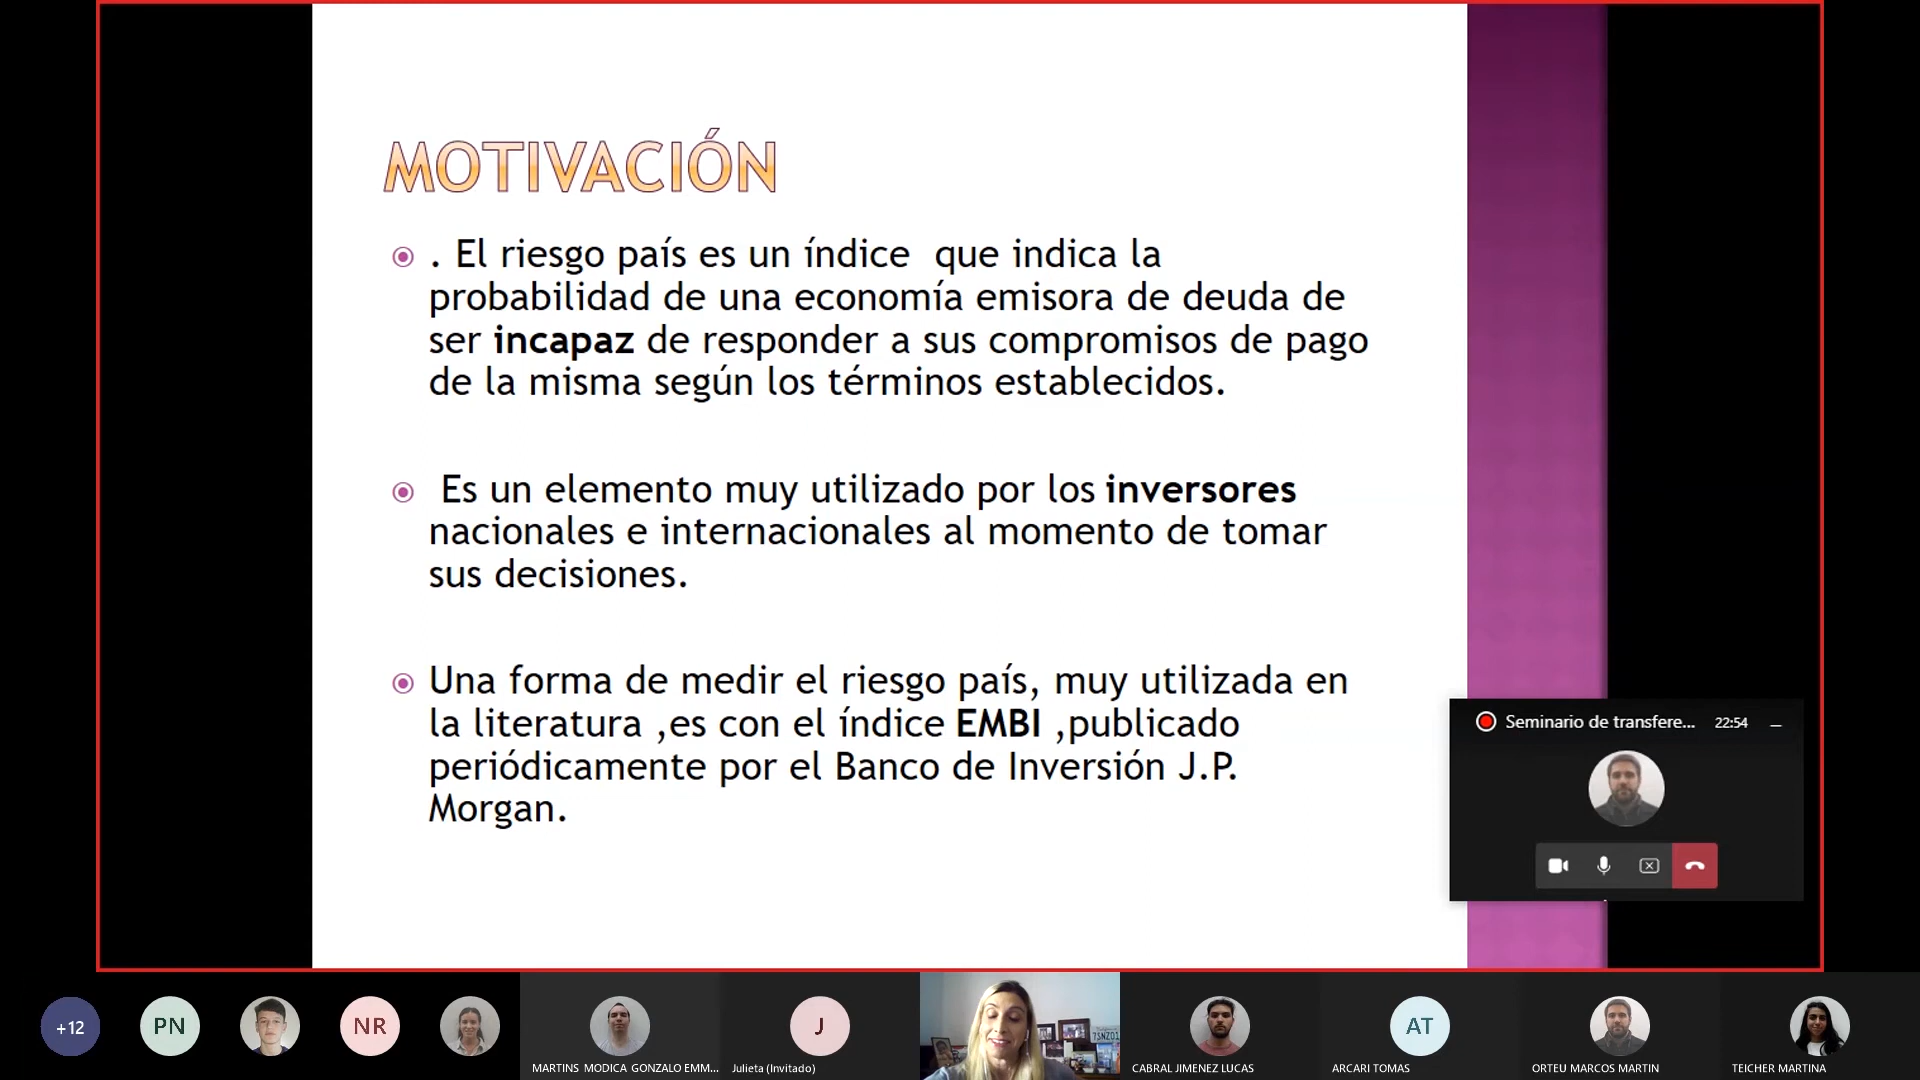 MOTIVACIÓN
. El riesgo país es un índice  que indica la
probabilidad de una economía emisora de deuda de
ser incapaz de responder a sus compromisos de pago
de la misma según los términos establecidos.
Es un elemento muy utilizado por los inversores
nacionales e internacionales al momento de tomar
sus decisiones.
Una forma de medir el riesgo país, muy utilizada en
la literatura ,es con el índice EMBI ,publicado
periódicamente por el Banco de Inversión J.P.
Morgan.
Seminario de transfere... 22:54
+12
PN
NR
J
AT
MARTINS MODICA GONZALO EMM...
Julieta (Invitado)
CABRAL JIMENEZ LUCAS
ARCARI TOMAS
ORTEU MARCOS MARTIN
TEICHER MARTINA